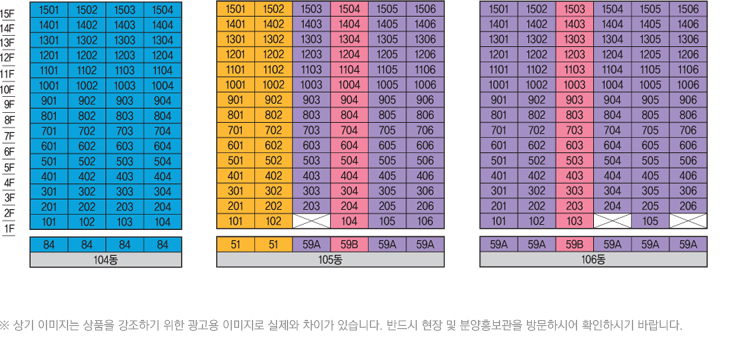 15F 1501 1502 1503 1504 1501 1502 1503 1504 1505 1506 1501 1502 1503 1504 1505 1506
14F 1401 1402 1403 1404 1401 1402 1403 1404 1405 1406 1401 1402 1403 1404 1405 1406
13F 1301 1302 1303 1304 1301 1302 1303 1304 1305 1306 1301 1302 1303 1304 1305 1306
12F 1201 1202 1203 1204 1201 1202 1203 1204 1205 1206 1201 1202 1203 1204 1205 1206
11F 1101 1102 1103 1104 1101 1102 1103 1104 1105 1106 1101 1102 1103 1104 1105 1106
10F 1001 1002 1003 1004 1001 1002 1003 1004 1005 1006 1001 1002 1003 1004 1005 1006
9F 901 902 903 904 901 902 903 904 905 906 901 902 903 904 905 906
8F 801 802 803 804 801 802 803 804 805 806 801 802 803 804 805 806
7F 701 702 703 704 701 702 703 704 705 706 701 702 703 704 705 706
6F 601 602 603 604 601 602 603 604 605 606 601 602 603 604 605 606
5F 501 502 503 504 501 502 503 504 505 506 501 502 503 504 505 506
4F 401 402 403 404 401 402 403 404 405 406 401 402 403 404 405 406
3F 301 302 303 304 301 302 303 304 305 306 301 302 303 304 305 306
2F 201 202 203 204 201 202 203 204 205 206 201 202 203 204 205 206
1F 101 102 103 104 101 102 104 105 106 101 102 103 105
84 84 84 84 51 51 59A 59B 59A 59A 59A 59A 59B 59A 59A 59A
104동 105동 106동
※ 상기 이미지는 상품을 강조하기 위한 광고용 이미지로 실제와 차이가 있습니다. 반드시 현장 및 분양홍보관을 방문하시어 확인하시기 바랍니다.